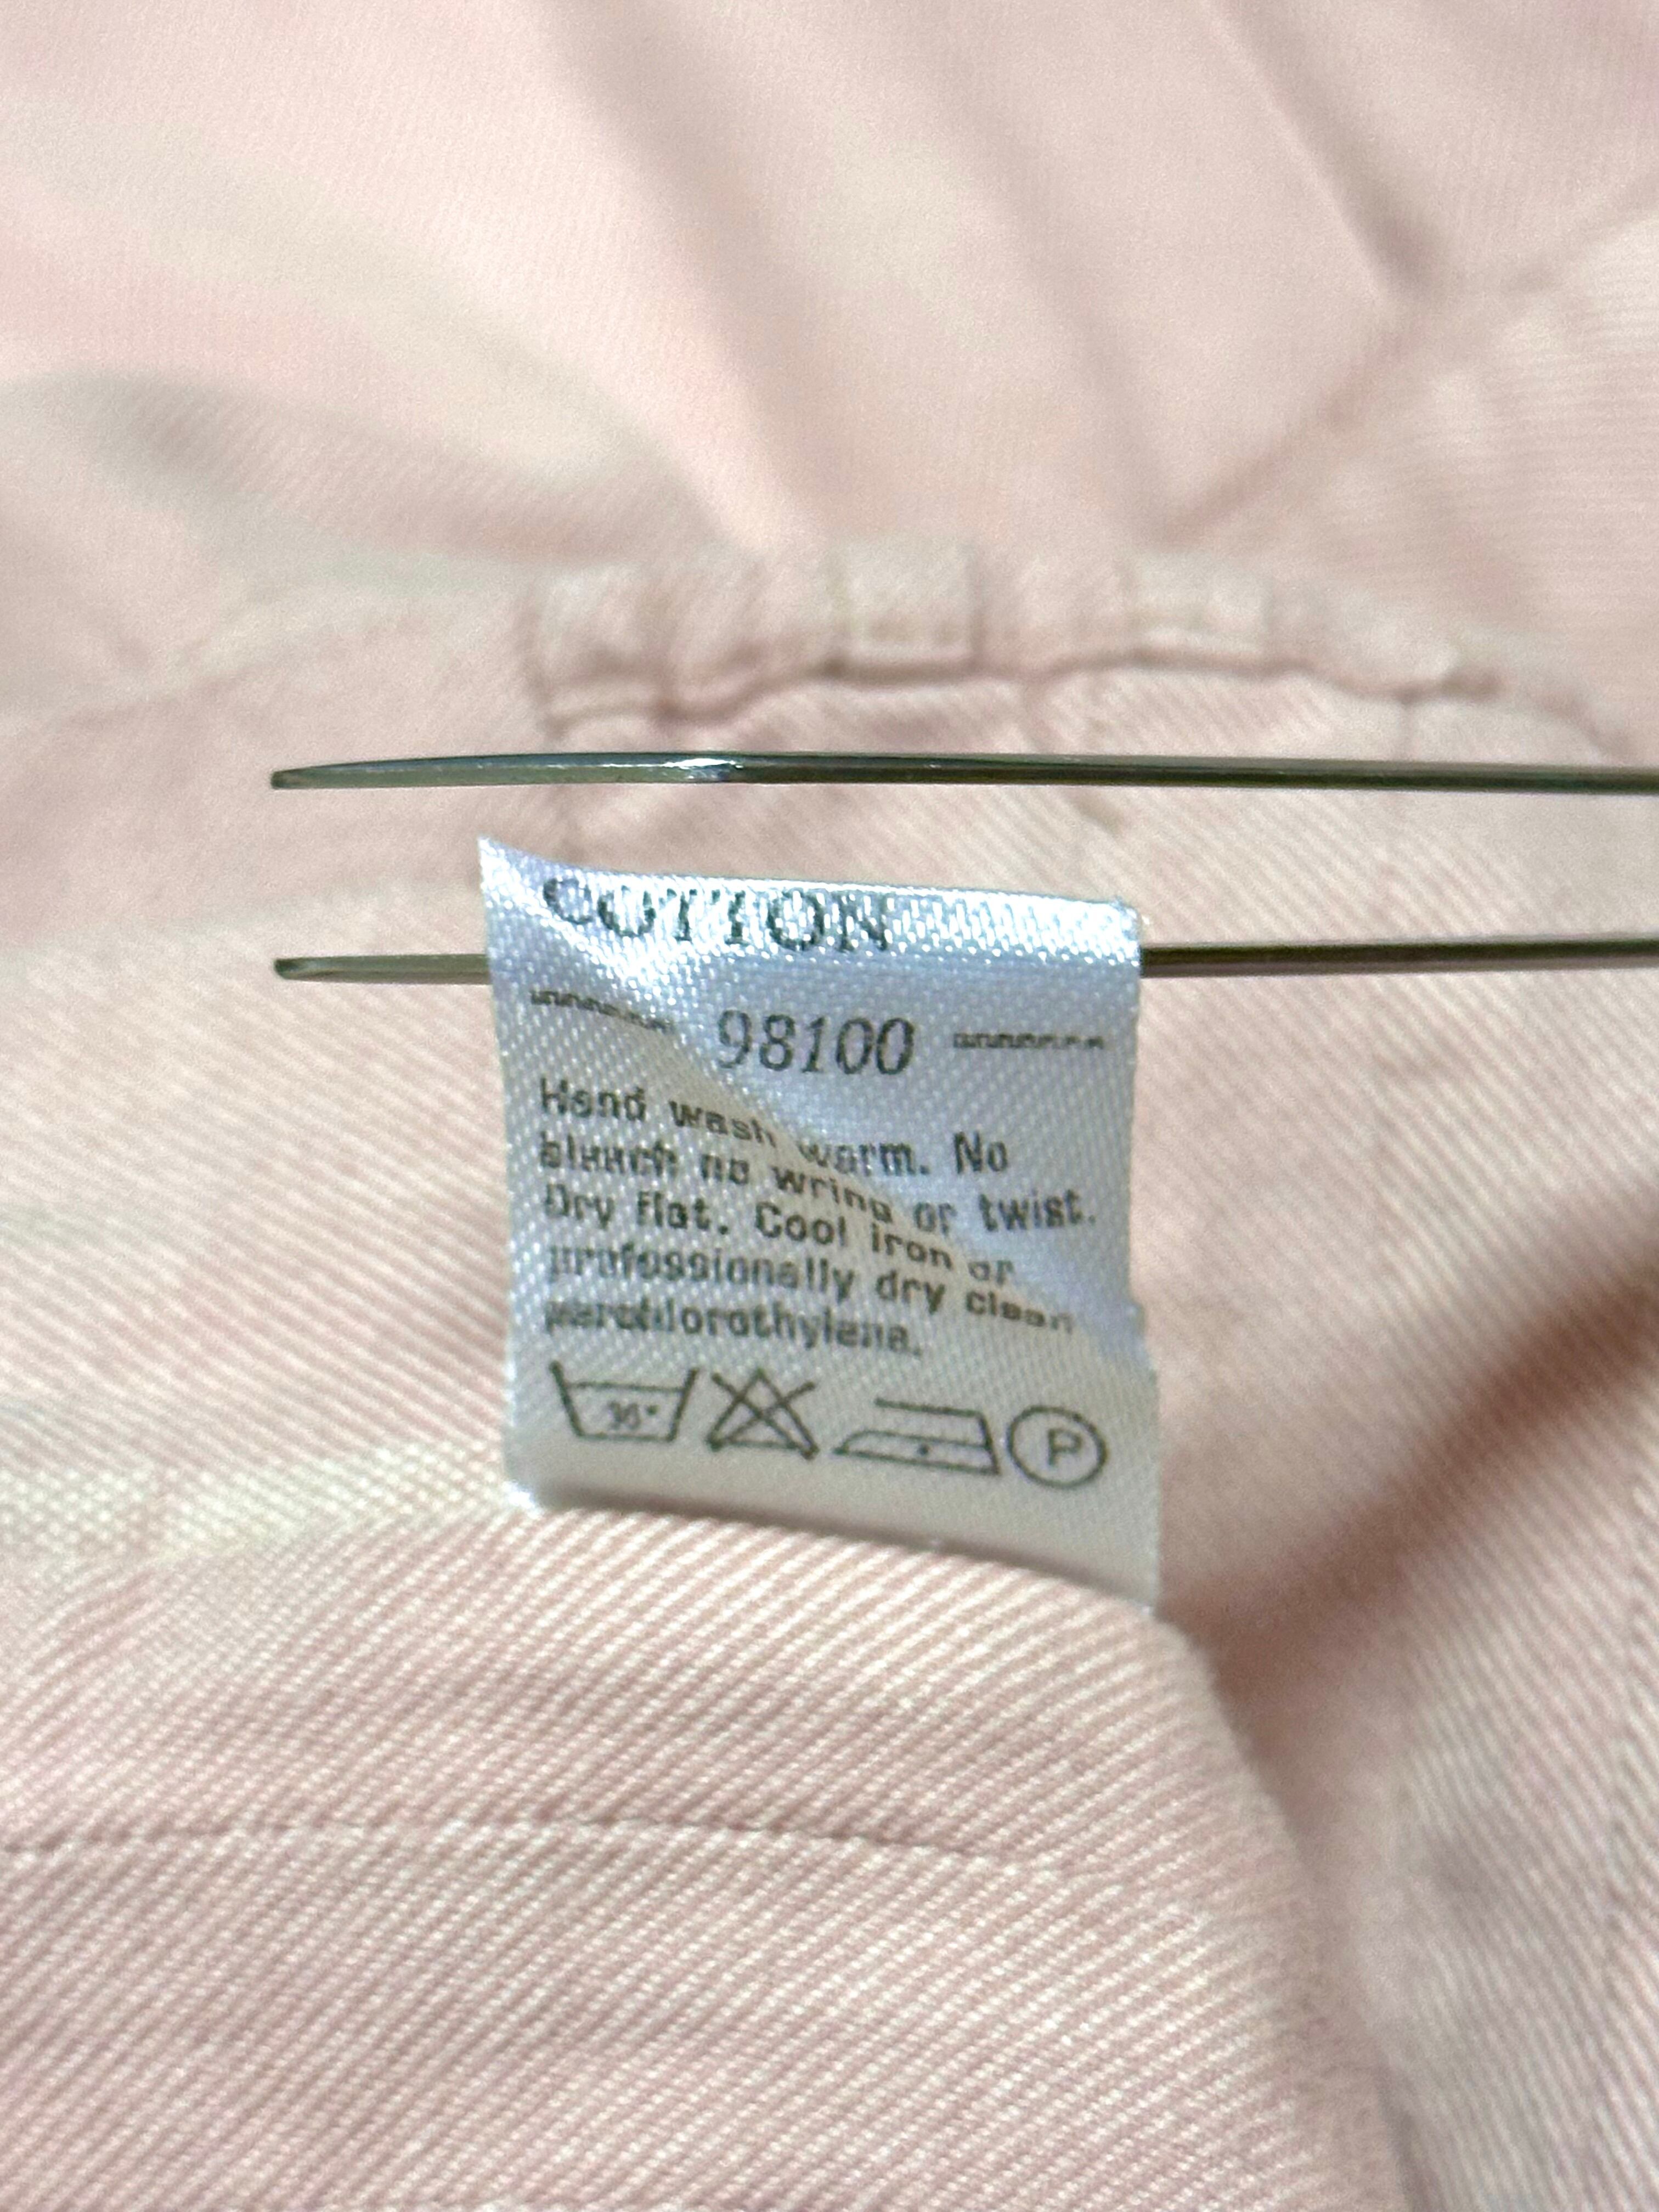 COTTON
98100
Hand wash warm. No
bleach no wring or twist.
Dry flat. Cool iron or
professionally dry clean
perchlorothylene.
30°
P